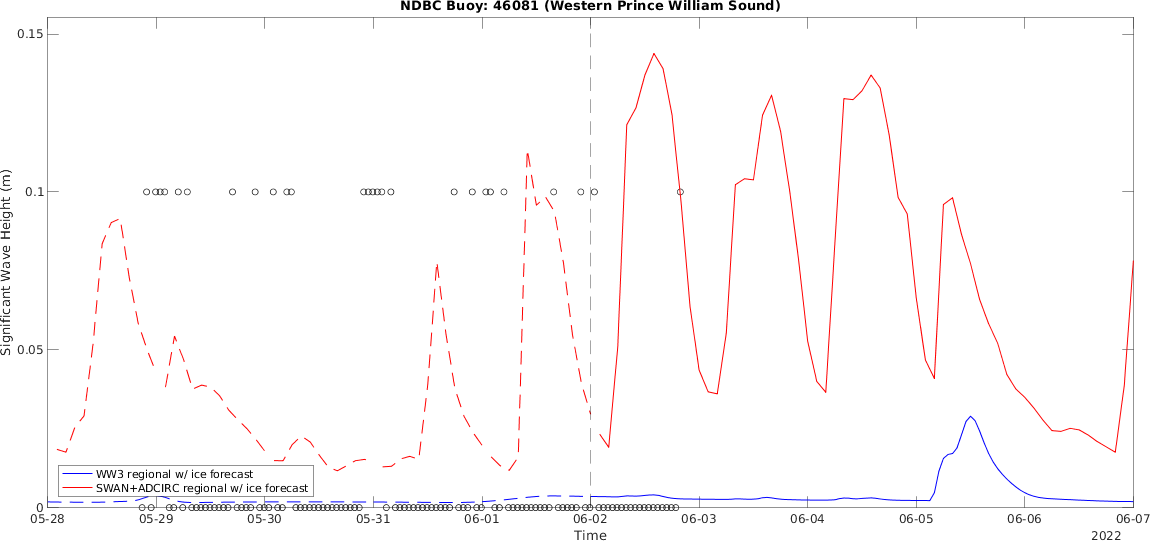 NDBC Buoy: 46081 (Western Prince William Sound)
0.15
0.1
0.05
0
Significant Wave Height (m)
WW3 regional w/ ice forecast
SWAN+ADCIRC regional w/ ice forecast
05-28 05-29 05-30 05-31 06-01 06-02 06-03 06-04 06-05 06-06 06-07
Time
2022